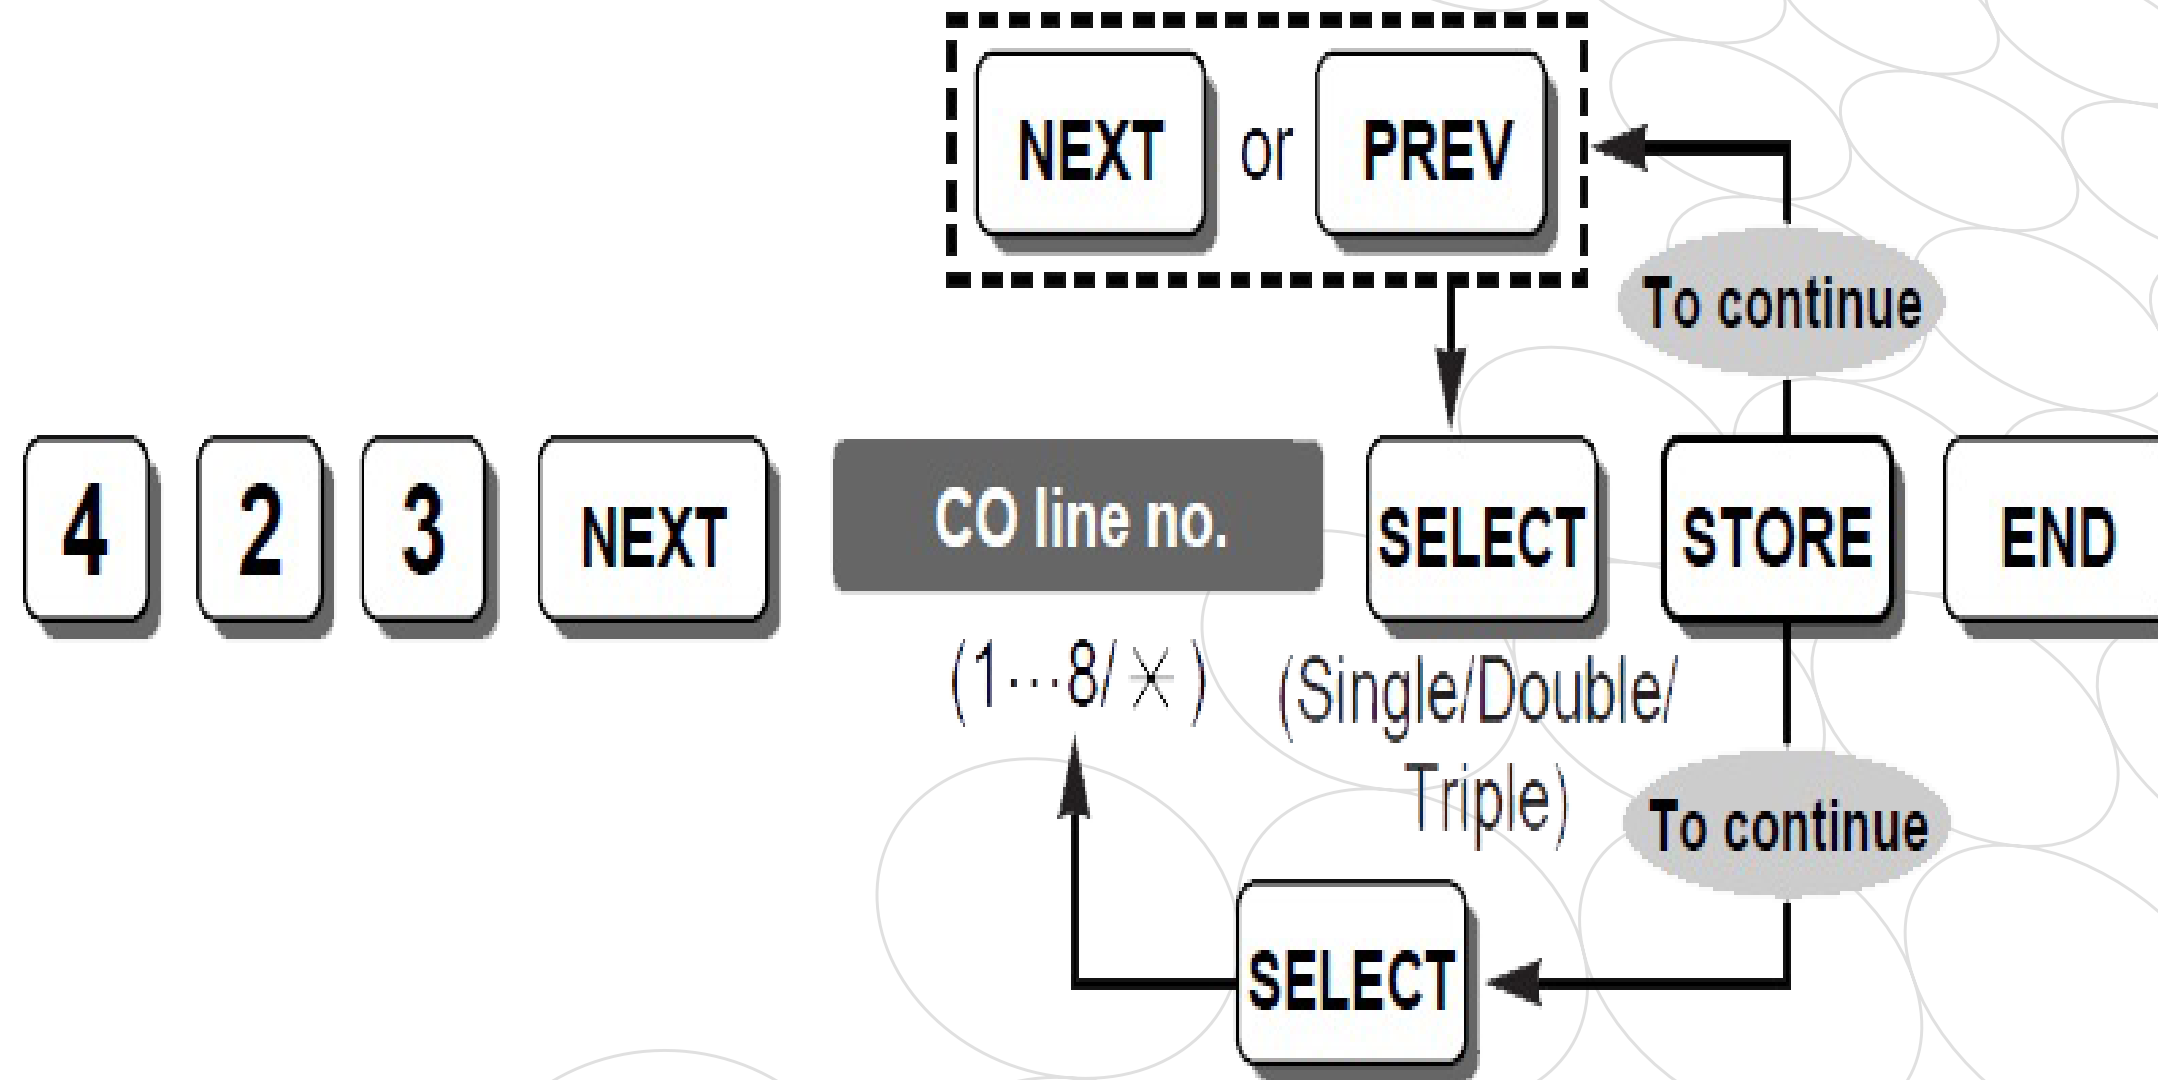 NEXT or PREV
To continue
4 2 3 NEXT CO line no. SELECT STORE END
(1···8/✳) (Single/Double/
Triple)
To continue
SELECT